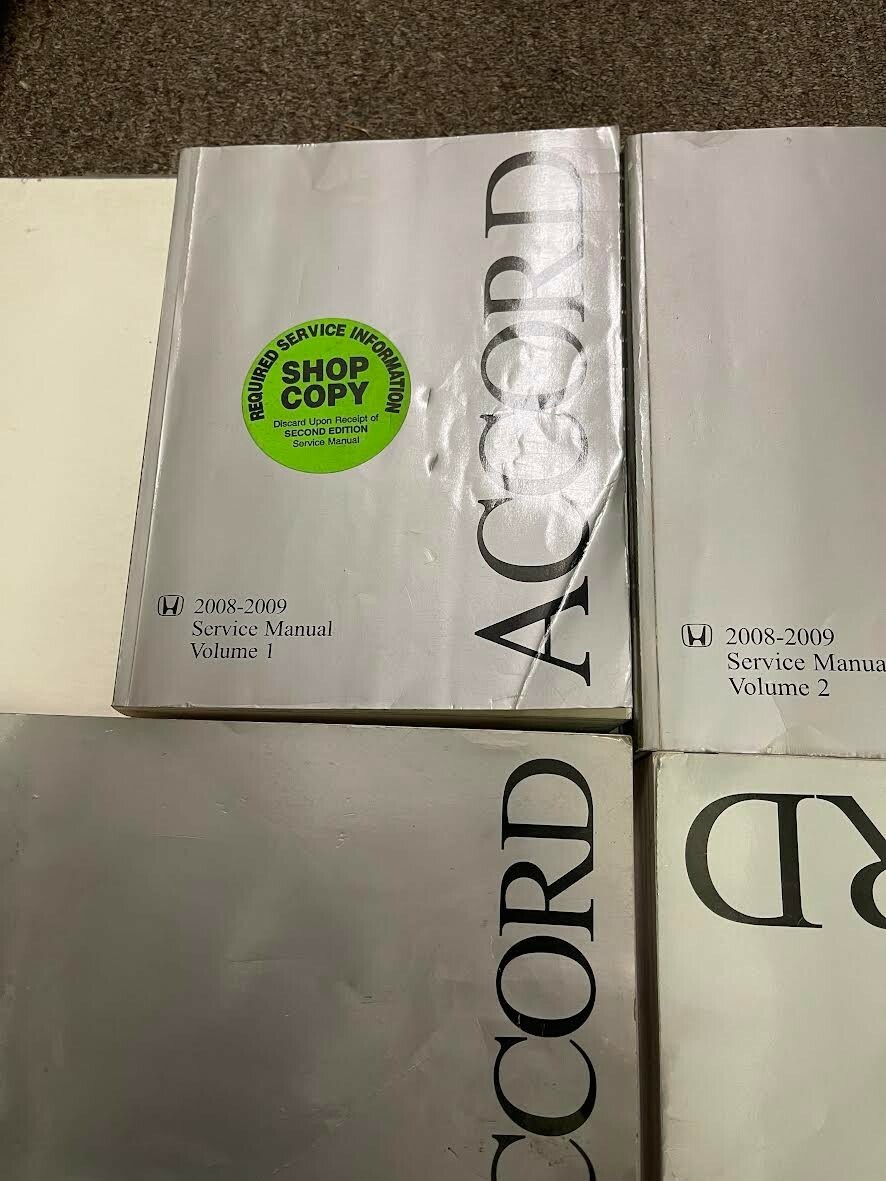 ACCORD
REQUIRED SERVICE INFORMATION
SHOP
COPY
Discard Upon Receipt of
SECOND EDITION
Service Manual
2008-2009
Service Manual
Volume 1
2008-2009
Service Manua
Volume 2
CCORD
RD